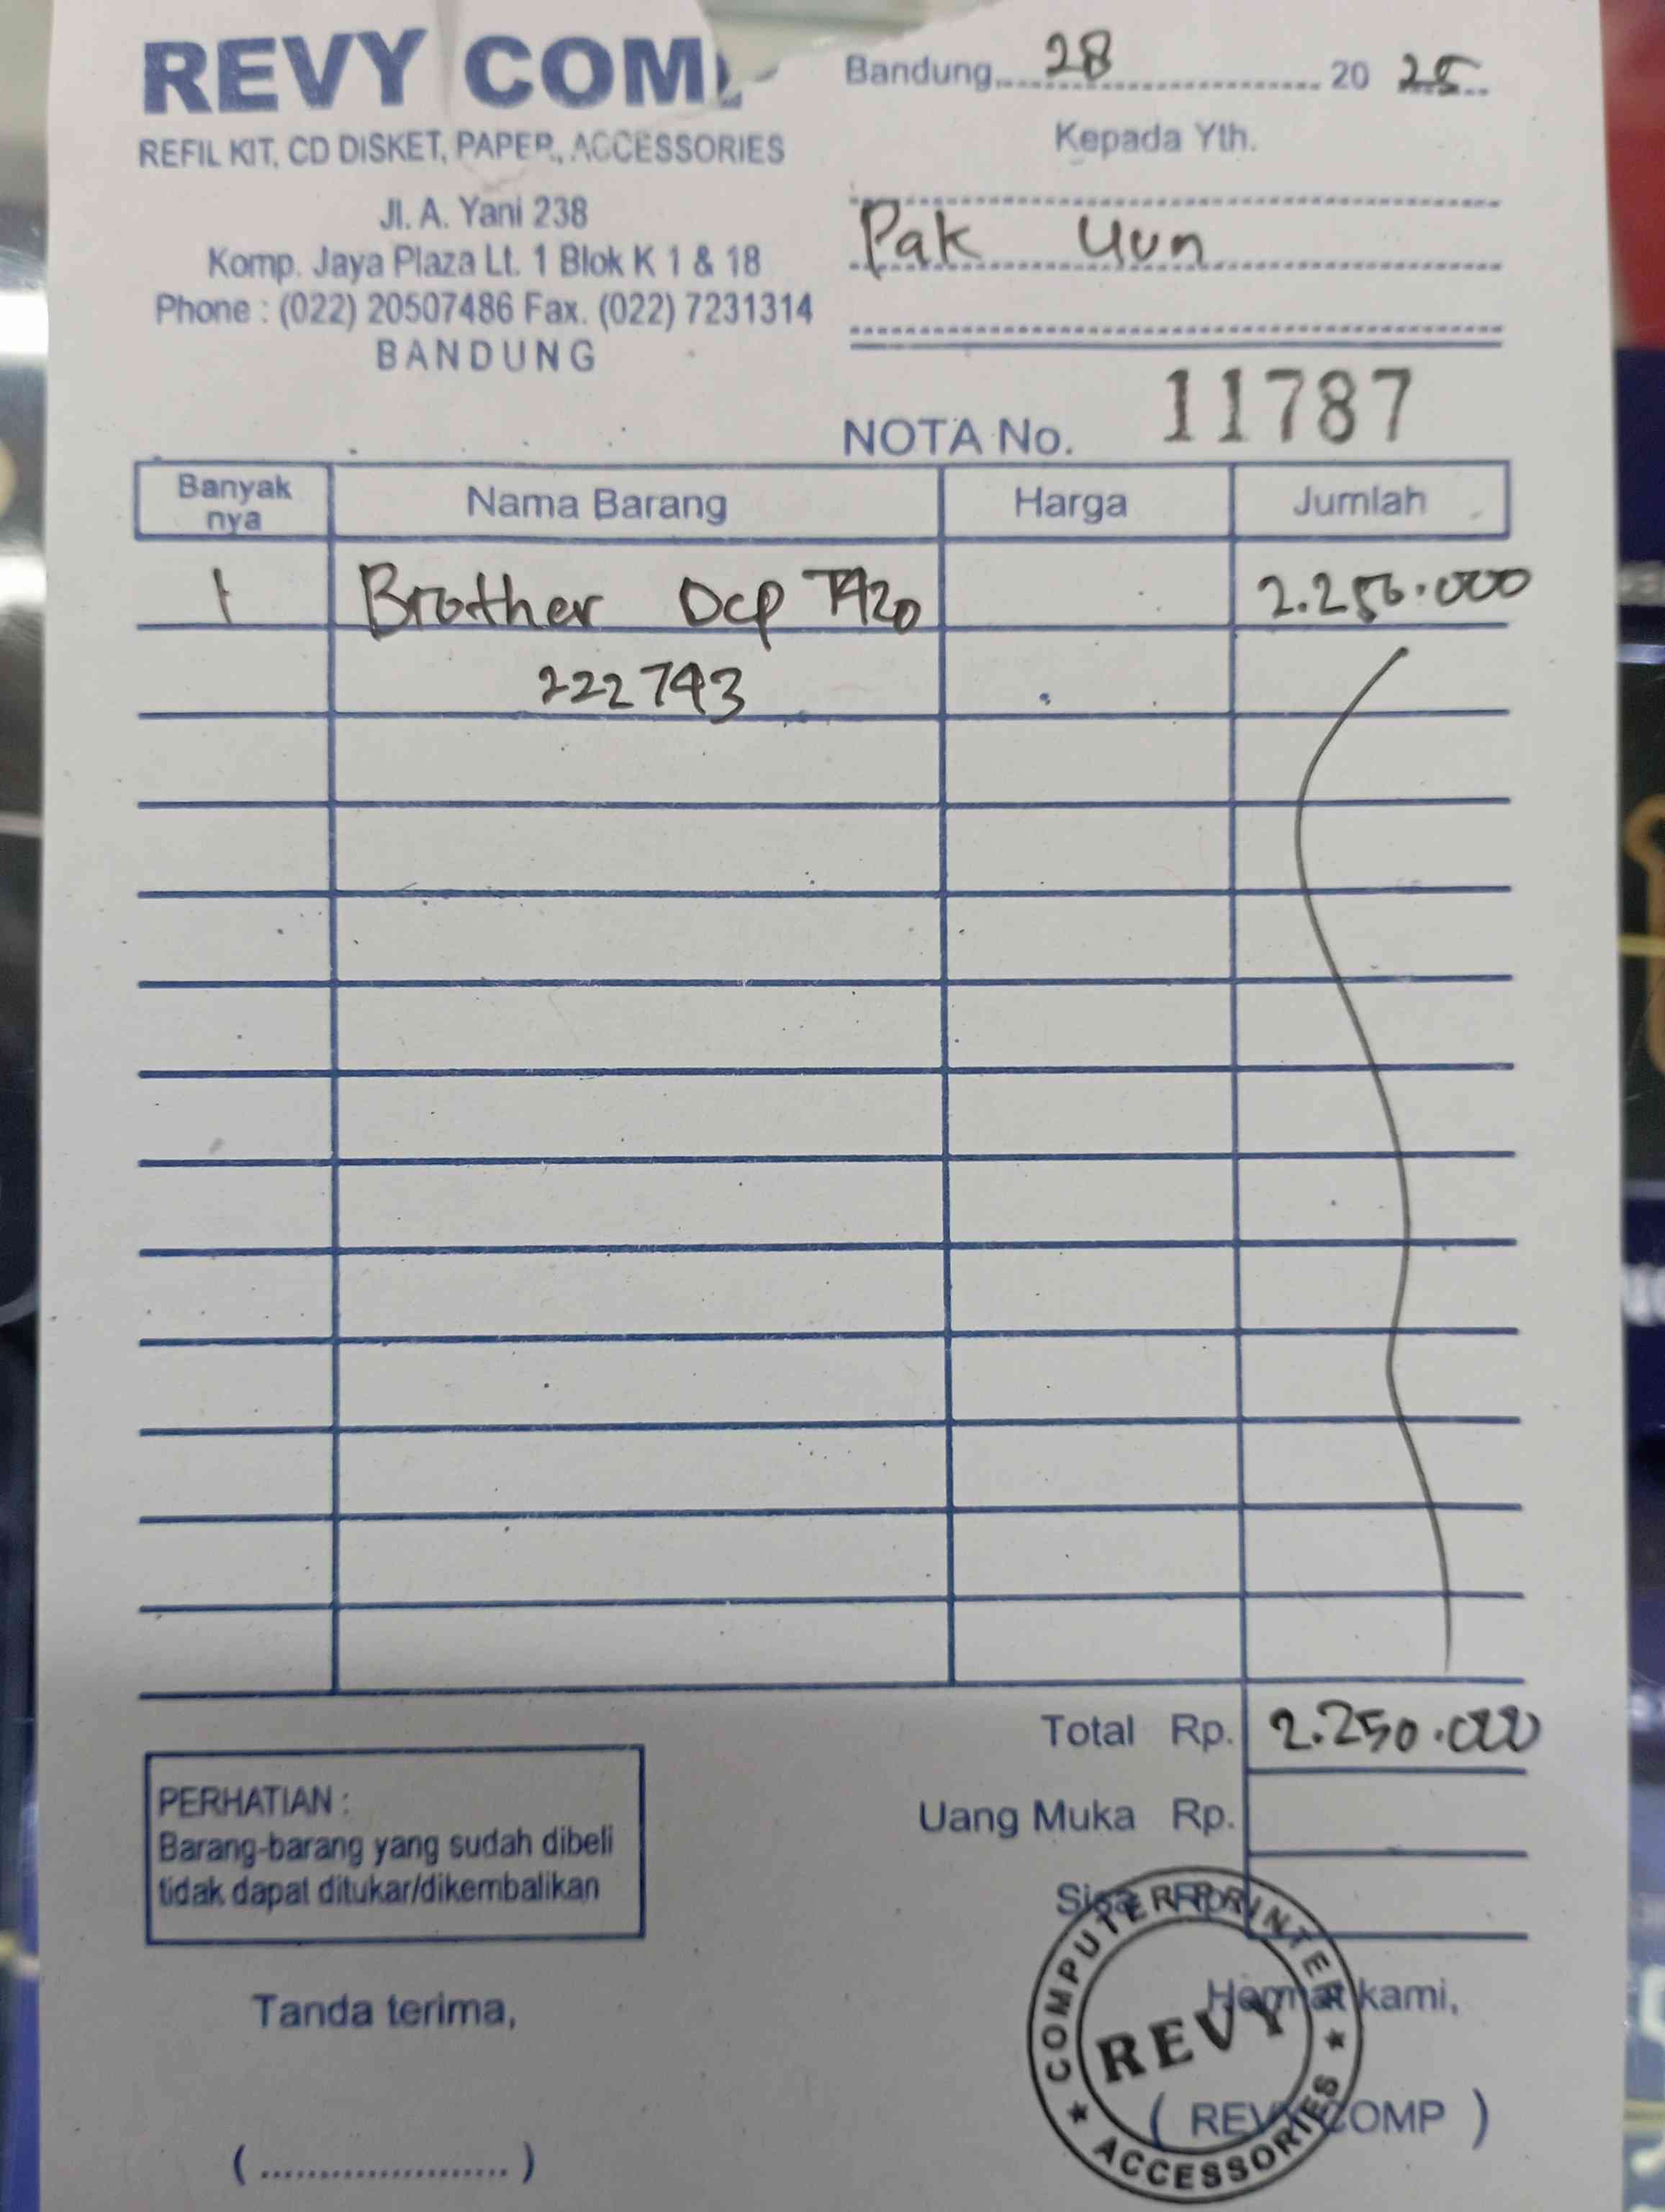 REVY COMP
REFIL KIT, CD DISKET, PAPER, ACCESSORIES
Jl. A. Yani 238
Komp. Jaya Plaza Lt. 1 Blok K 1 & 18
Phone : (022) 20507486 Fax. (022) 7231314
BANDUNG
Bandung, 28 20 25
Kepada Yth.
Pak Yun
NOTA No. 11787
Banyak nya Nama Barang Harga Jumlah
1 Brother Dcp T420 2.250.000
222743
Total Rp. 2.250.000
Uang Muka Rp.
Sisa Rp.
PERHATIAN :
Barang-barang yang sudah dibeli
tidak dapat ditukar/dikembalikan
Tanda terima,
(......................)
Hormat kami,
( REVY COMP )
COMPUTER PRINTER
REVY
ACCESSORIES